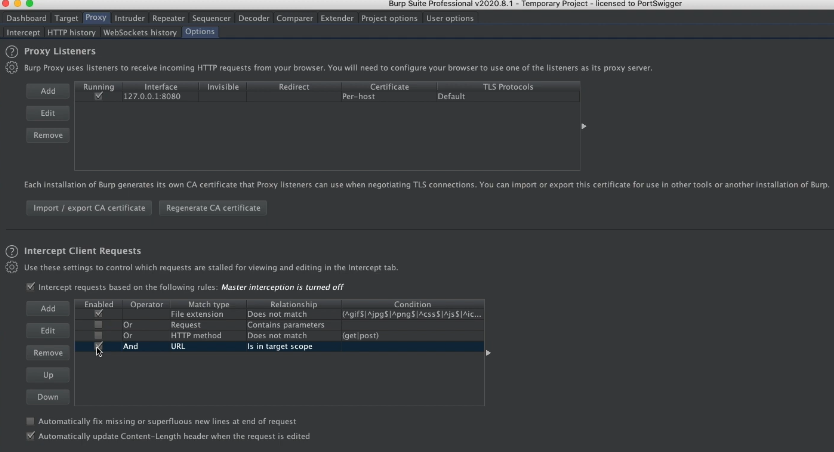 Burp Suite Professional v2020.8.1 - Temporary Project - licensed to PortSwigger
Dashboard Target Proxy Intruder Repeater Sequencer Decoder Comparer Extender Project options User options
Intercept HTTP history WebSockets history Options
? Proxy Listeners
Burp Proxy uses listeners to receive incoming HTTP requests from your browser. You will need to configure your browser to use one of the listeners as its proxy server.
Add Running Interface Invisible Redirect Certificate TLS Protocols
127.0.0.1:8080 Per-host Default
Edit
Remove
Each installation of Burp generates its own CA certificate that Proxy listeners can use when negotiating TLS connections. You can import or export this certificate for use in other tools or another installation of Burp.
Import / export CA certificate Regenerate CA certificate
? Intercept Client Requests
Use these settings to control which requests are stalled for viewing and editing in the Intercept tab.
Intercept requests based on the following rules: Master interception is turned off
Add Enabled Operator Match type Relationship Condition
File extension Does not match (^gif$|^jpg$|^png$|^css$|^js$|^ic...
Edit Or Request Contains parameters
Or HTTP method Does not match (get|post)
Remove And URL Is in target scope
Up
Down
Automatically fix missing or superfluous new lines at end of request
Automatically update Content-Length header when the request is edited